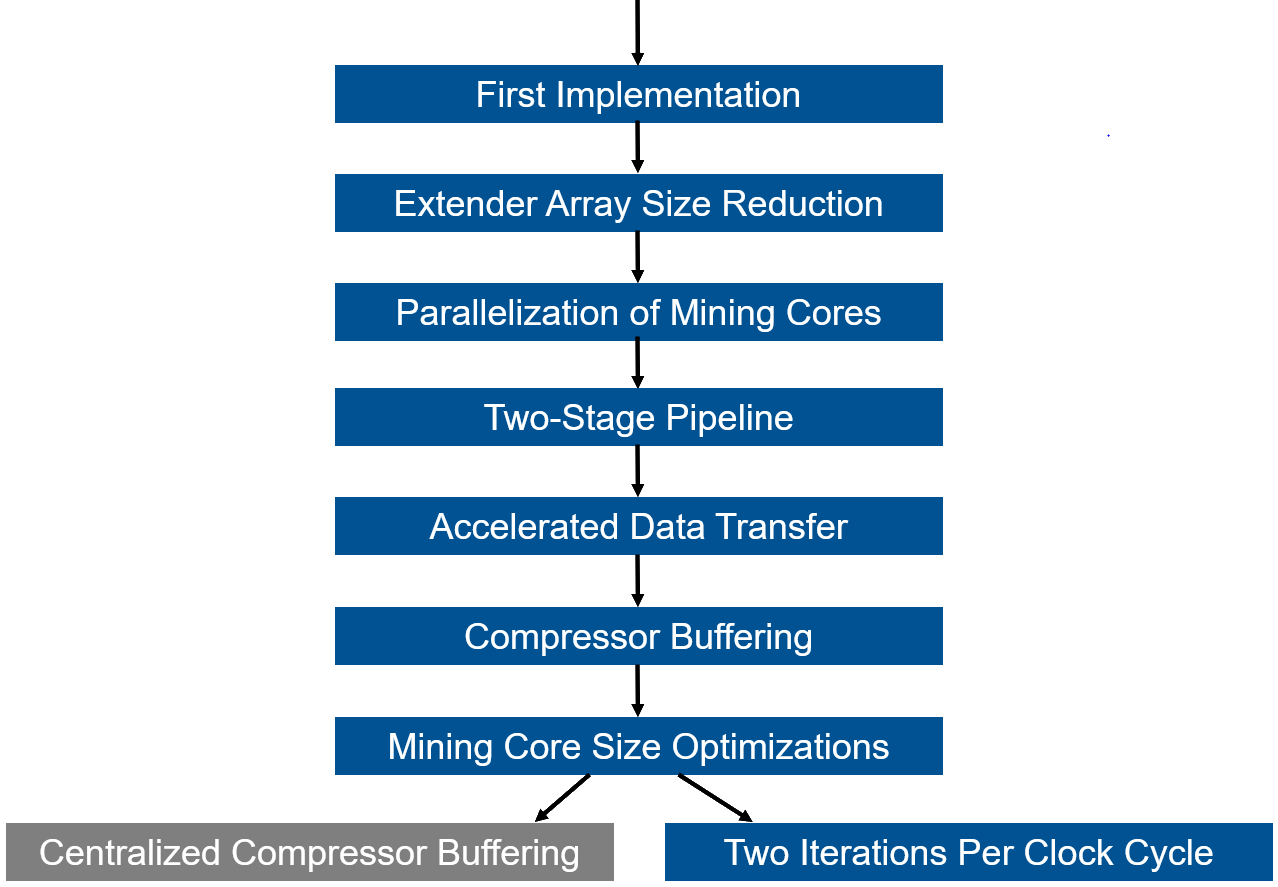 First Implementation
Extender Array Size Reduction
Parallelization of Mining Cores
Two-Stage Pipeline
Accelerated Data Transfer
Compressor Buffering
Mining Core Size Optimizations
Centralized Compressor Buffering
Two Iterations Per Clock Cycle